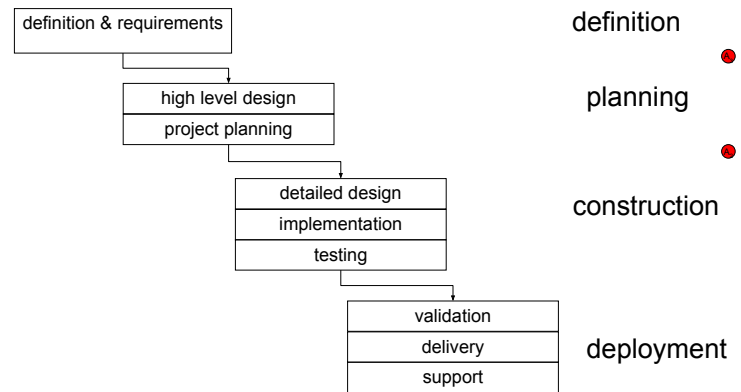 definition & requirements
definition
high level design
planning
project planning
detailed design
construction
implementation
testing
validation
delivery
deployment
support